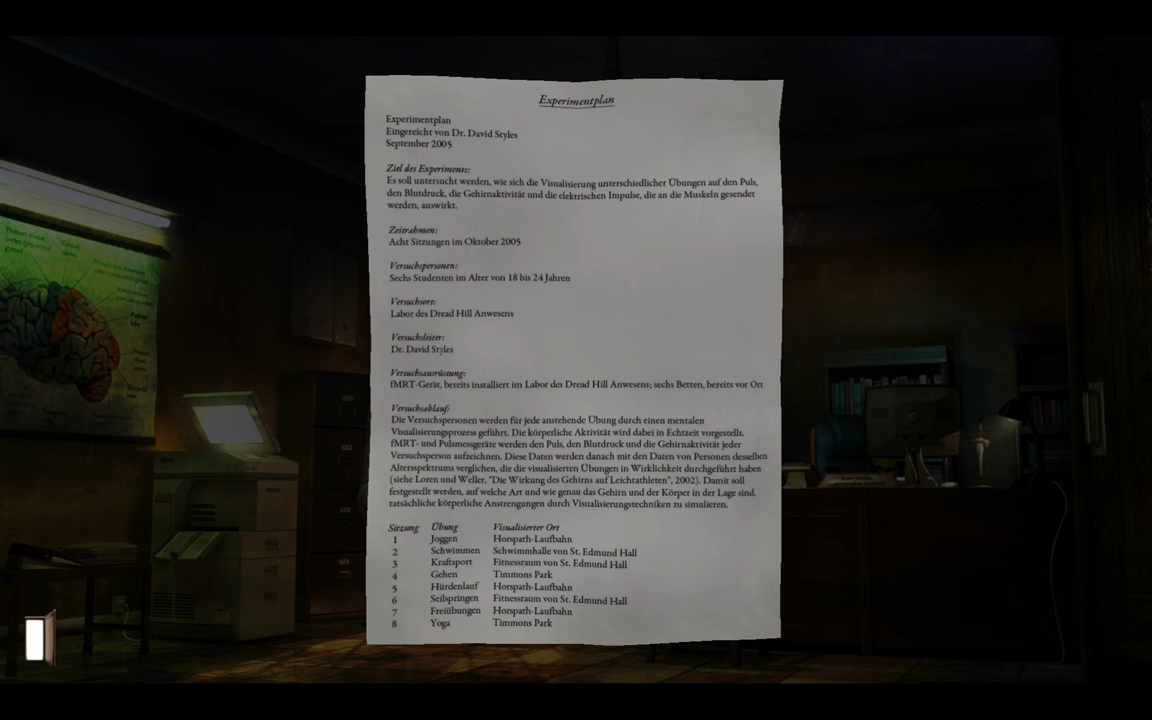 Experimentplan
Experimentplan
Eingereicht von Dr. David Styles
September 2005
Ziel des Experiments:
Es soll untersucht werden, wie sich die Visualisierung unterschiedlicher Übungen auf den Puls,
den Blutdruck, die Gehirnaktivität und die elektrischen Impulse, die an die Muskeln gesendet
werden, auswirkt.
Zeitrahmen:
Acht Sitzungen im Oktober 2005
Versuchspersonen:
Sechs Studenten im Alter von 18 bis 24 Jahren
Versuchsort:
Labor des Dread Hill Anwesens
Versuchsleiter:
Dr. David Styles
Versuchsausrüstung:
fMRT-Gerät, bereits installiert im Labor des Dread Hill Anwesens; sechs Betten, bereits vor Ort
Versuchsablauf:
Die Versuchspersonen werden für jede anstehende Übung durch einen mentalen
Visualisierungsprozess geführt. Die körperliche Aktivität wird dabei in Echtzeit vorgestellt.
fMRT- und Pulsmessgeräte werden den Puls, den Blutdruck und die Gehirnaktivität jeder
Versuchsperson aufzeichnen. Diese Daten werden danach mit den Daten von Personen desselben
Altersspektrums verglichen, die die visualisierten Übungen in Wirklichkeit durchgeführt haben
(siehe Loren und Weller, "Die Wirkung des Gehirns auf Leichtathleten", 2002). Damit soll
festgestellt werden, auf welche Art und wie genau das Gehirn und der Körper in der Lage sind,
tatsächliche körperliche Anstrengungen durch Visualisierungstechniken zu simulieren.
Sitzung Übung Visualisierter Ort
1 Joggen Horspath-Laufbahn
2 Schwimmen Schwimmhalle von St. Edmund Hall
3 Kraftsport Fitnessraum von St. Edmund Hall
4 Gehen Timmons Park
5 Hürdenlauf Horspath-Laufbahn
6 Seilspringen Fitnessraum von St. Edmund Hall
7 Freiübungen Horspath-Laufbahn
8 Yoga Timmons Park